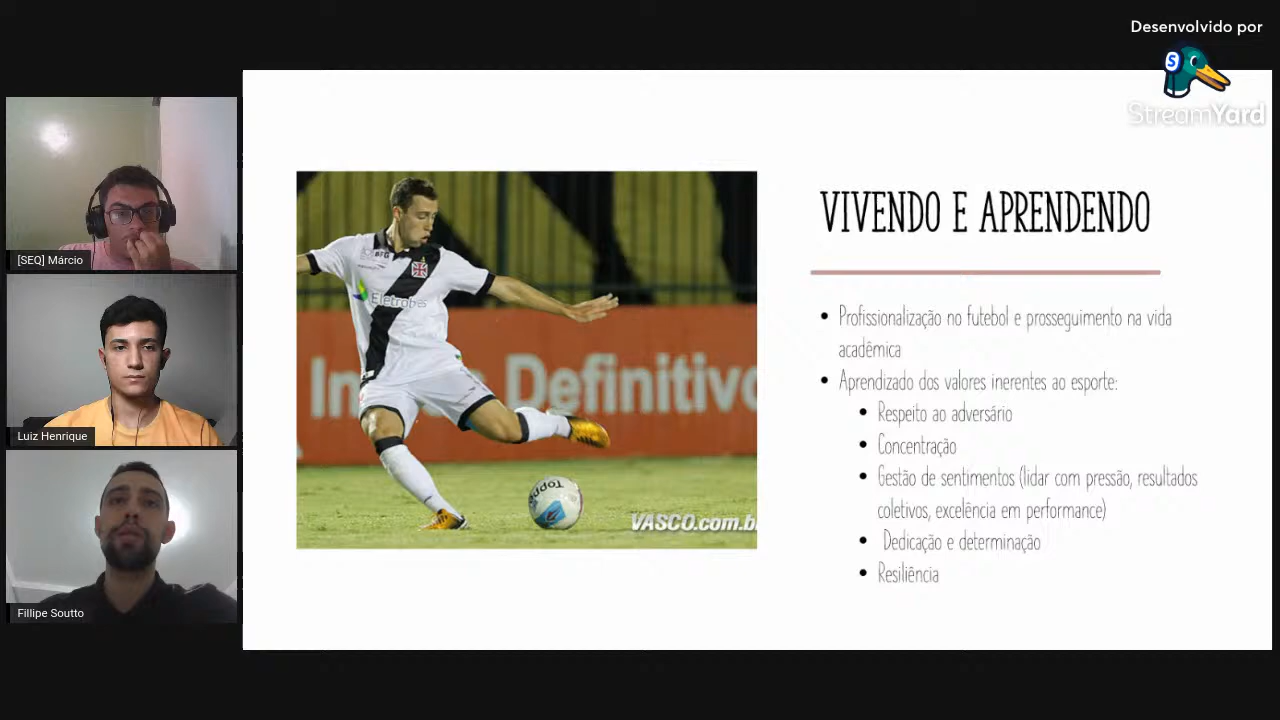 Desenvolvido por
StreamYard
[SEQ] Márcio
Luiz Henrique
Fillipe Soutto
Eletrobras
Definitivo
Topper
VASCO.com.b
VIVENDO E APRENDENDO
Profissionalização no futebol e prosseguimento na vida
acadêmica
Aprendizado dos valores inerentes ao esporte:
Respeito ao adversário
Concentração
Gestão de sentimentos (lidar com pressão, resultados
coletivos, excelência em performance)
Dedicação e determinação
Resiliência